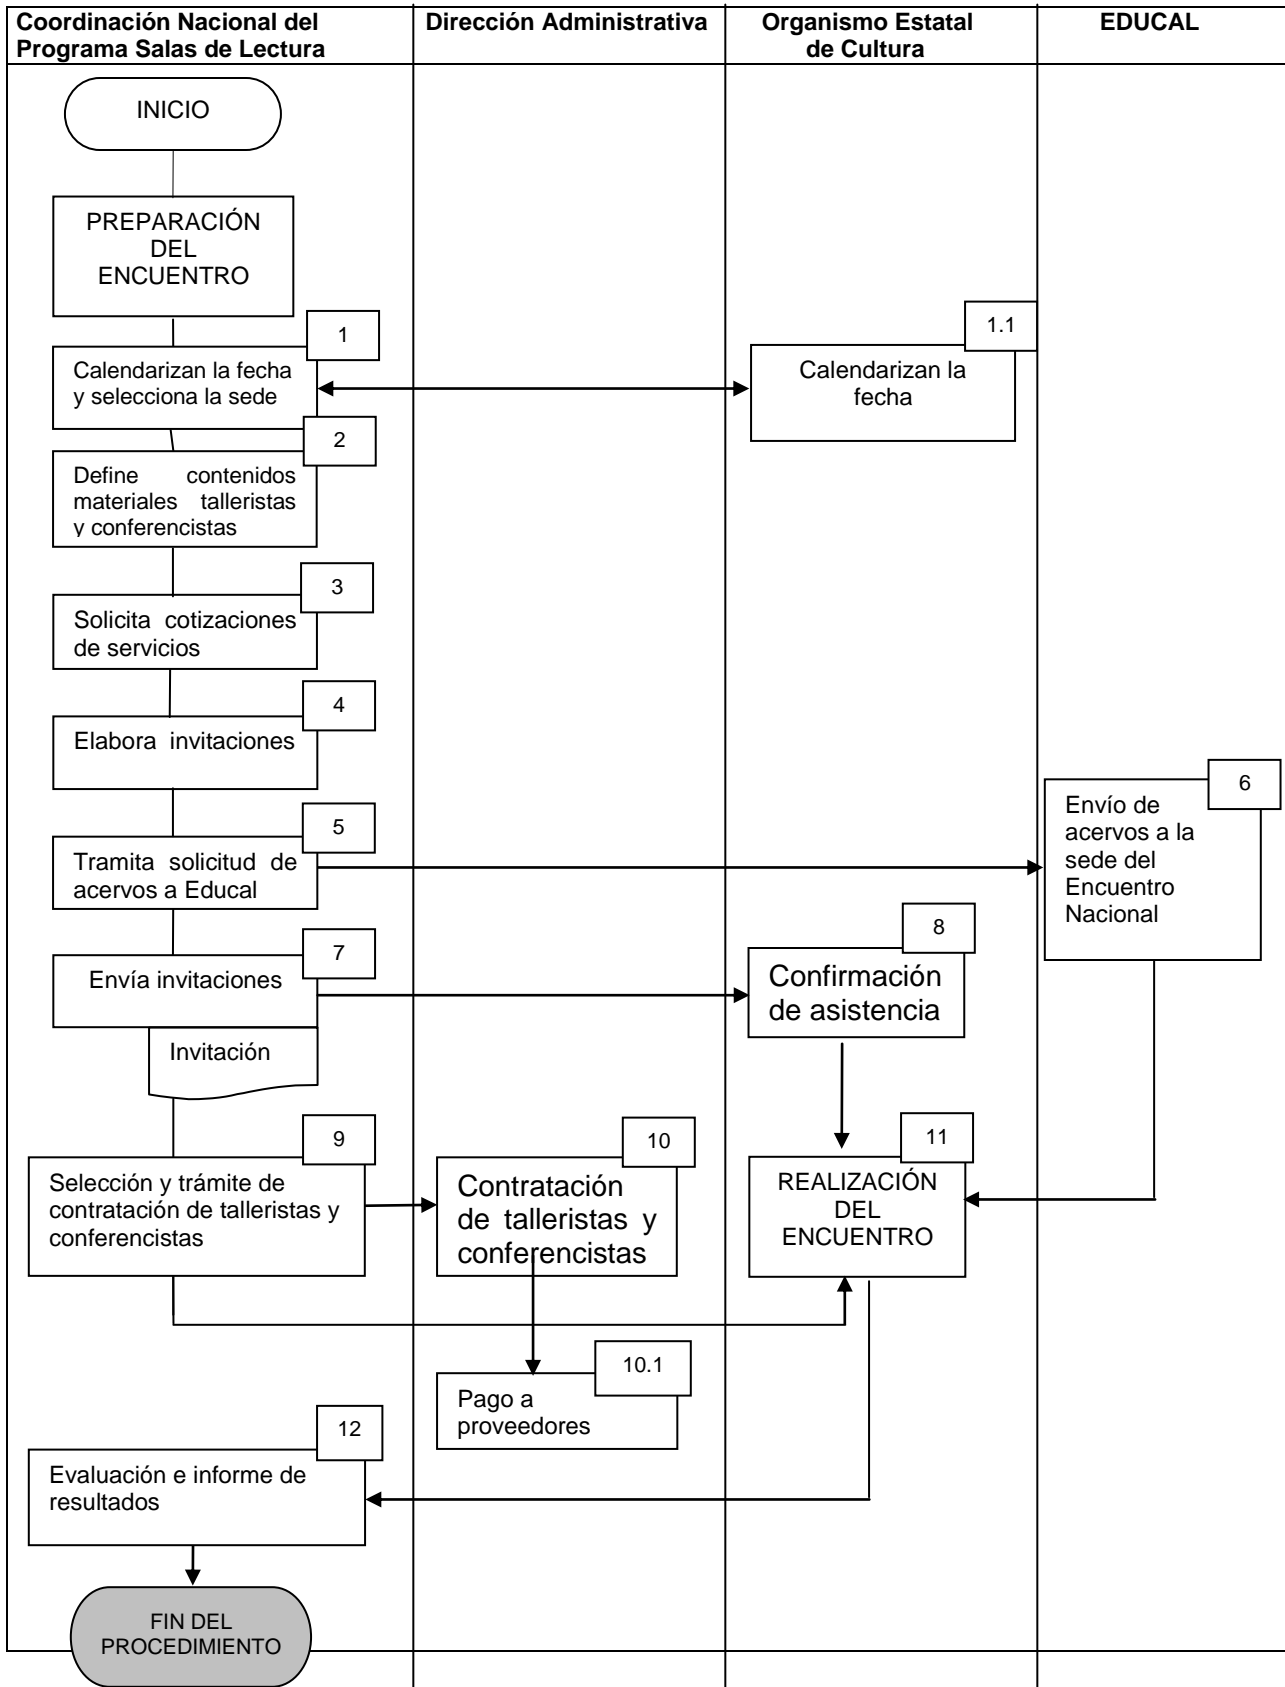 Coordinación Nacional del
Programa Salas de Lectura
Dirección Administrativa
Organismo Estatal
de Cultura
EDUCAL
INICIO
PREPARACIÓN
DEL
ENCUENTRO
1
Calendarizan la fecha
y selecciona la sede
1.1
Calendarizan la
fecha
2
Define contenidos
materiales talleristas
y conferencistas
3
Solicita cotizaciones
de servicios
4
Elabora invitaciones
5
Tramita solicitud de
acervos a Educal
6
Envío de
acervos a la
sede del
Encuentro
Nacional
7
Envía invitaciones
Invitación
8
Confirmación
de asistencia
9
Selección y trámite de
contratación de talleristas y
conferencistas
10
Contratación
de talleristas y
conferencistas
11
REALIZACIÓN
DEL
ENCUENTRO
10.1
Pago a
proveedores
12
Evaluación e informe de
resultados
FIN DEL
PROCEDIMIENTO